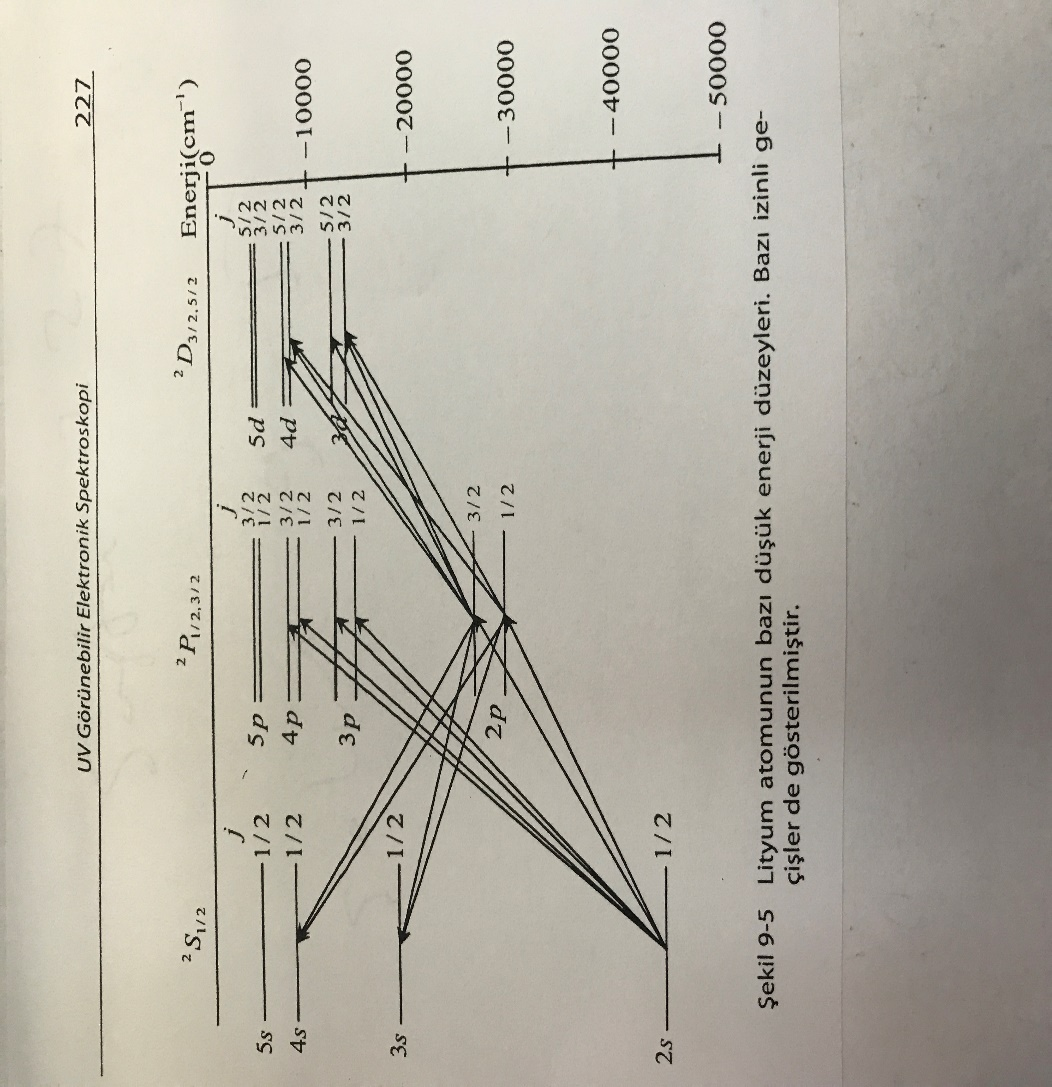 UV Görünebilir Elektronik Spektroskopi 227
²S1/2 ²P1/2,3/2 ²D3/2,5/2 Enerji(cm⁻¹)
j j j 0
5s 1/2 5p 3/2 5d 5/2
1/2 3/2
4s 1/2 4p 3/2 4d 5/2
1/2 3/2 −10000
3p 3/2 3d 5/2
1/2 3/2
3s 1/2 −20000
2p 3/2
1/2 −30000
−40000
2s 1/2
−50000
Şekil 9-5 Lityum atomunun bazı düşük enerji düzeyleri. Bazı izinli ge-
çişler de gösterilmiştir.